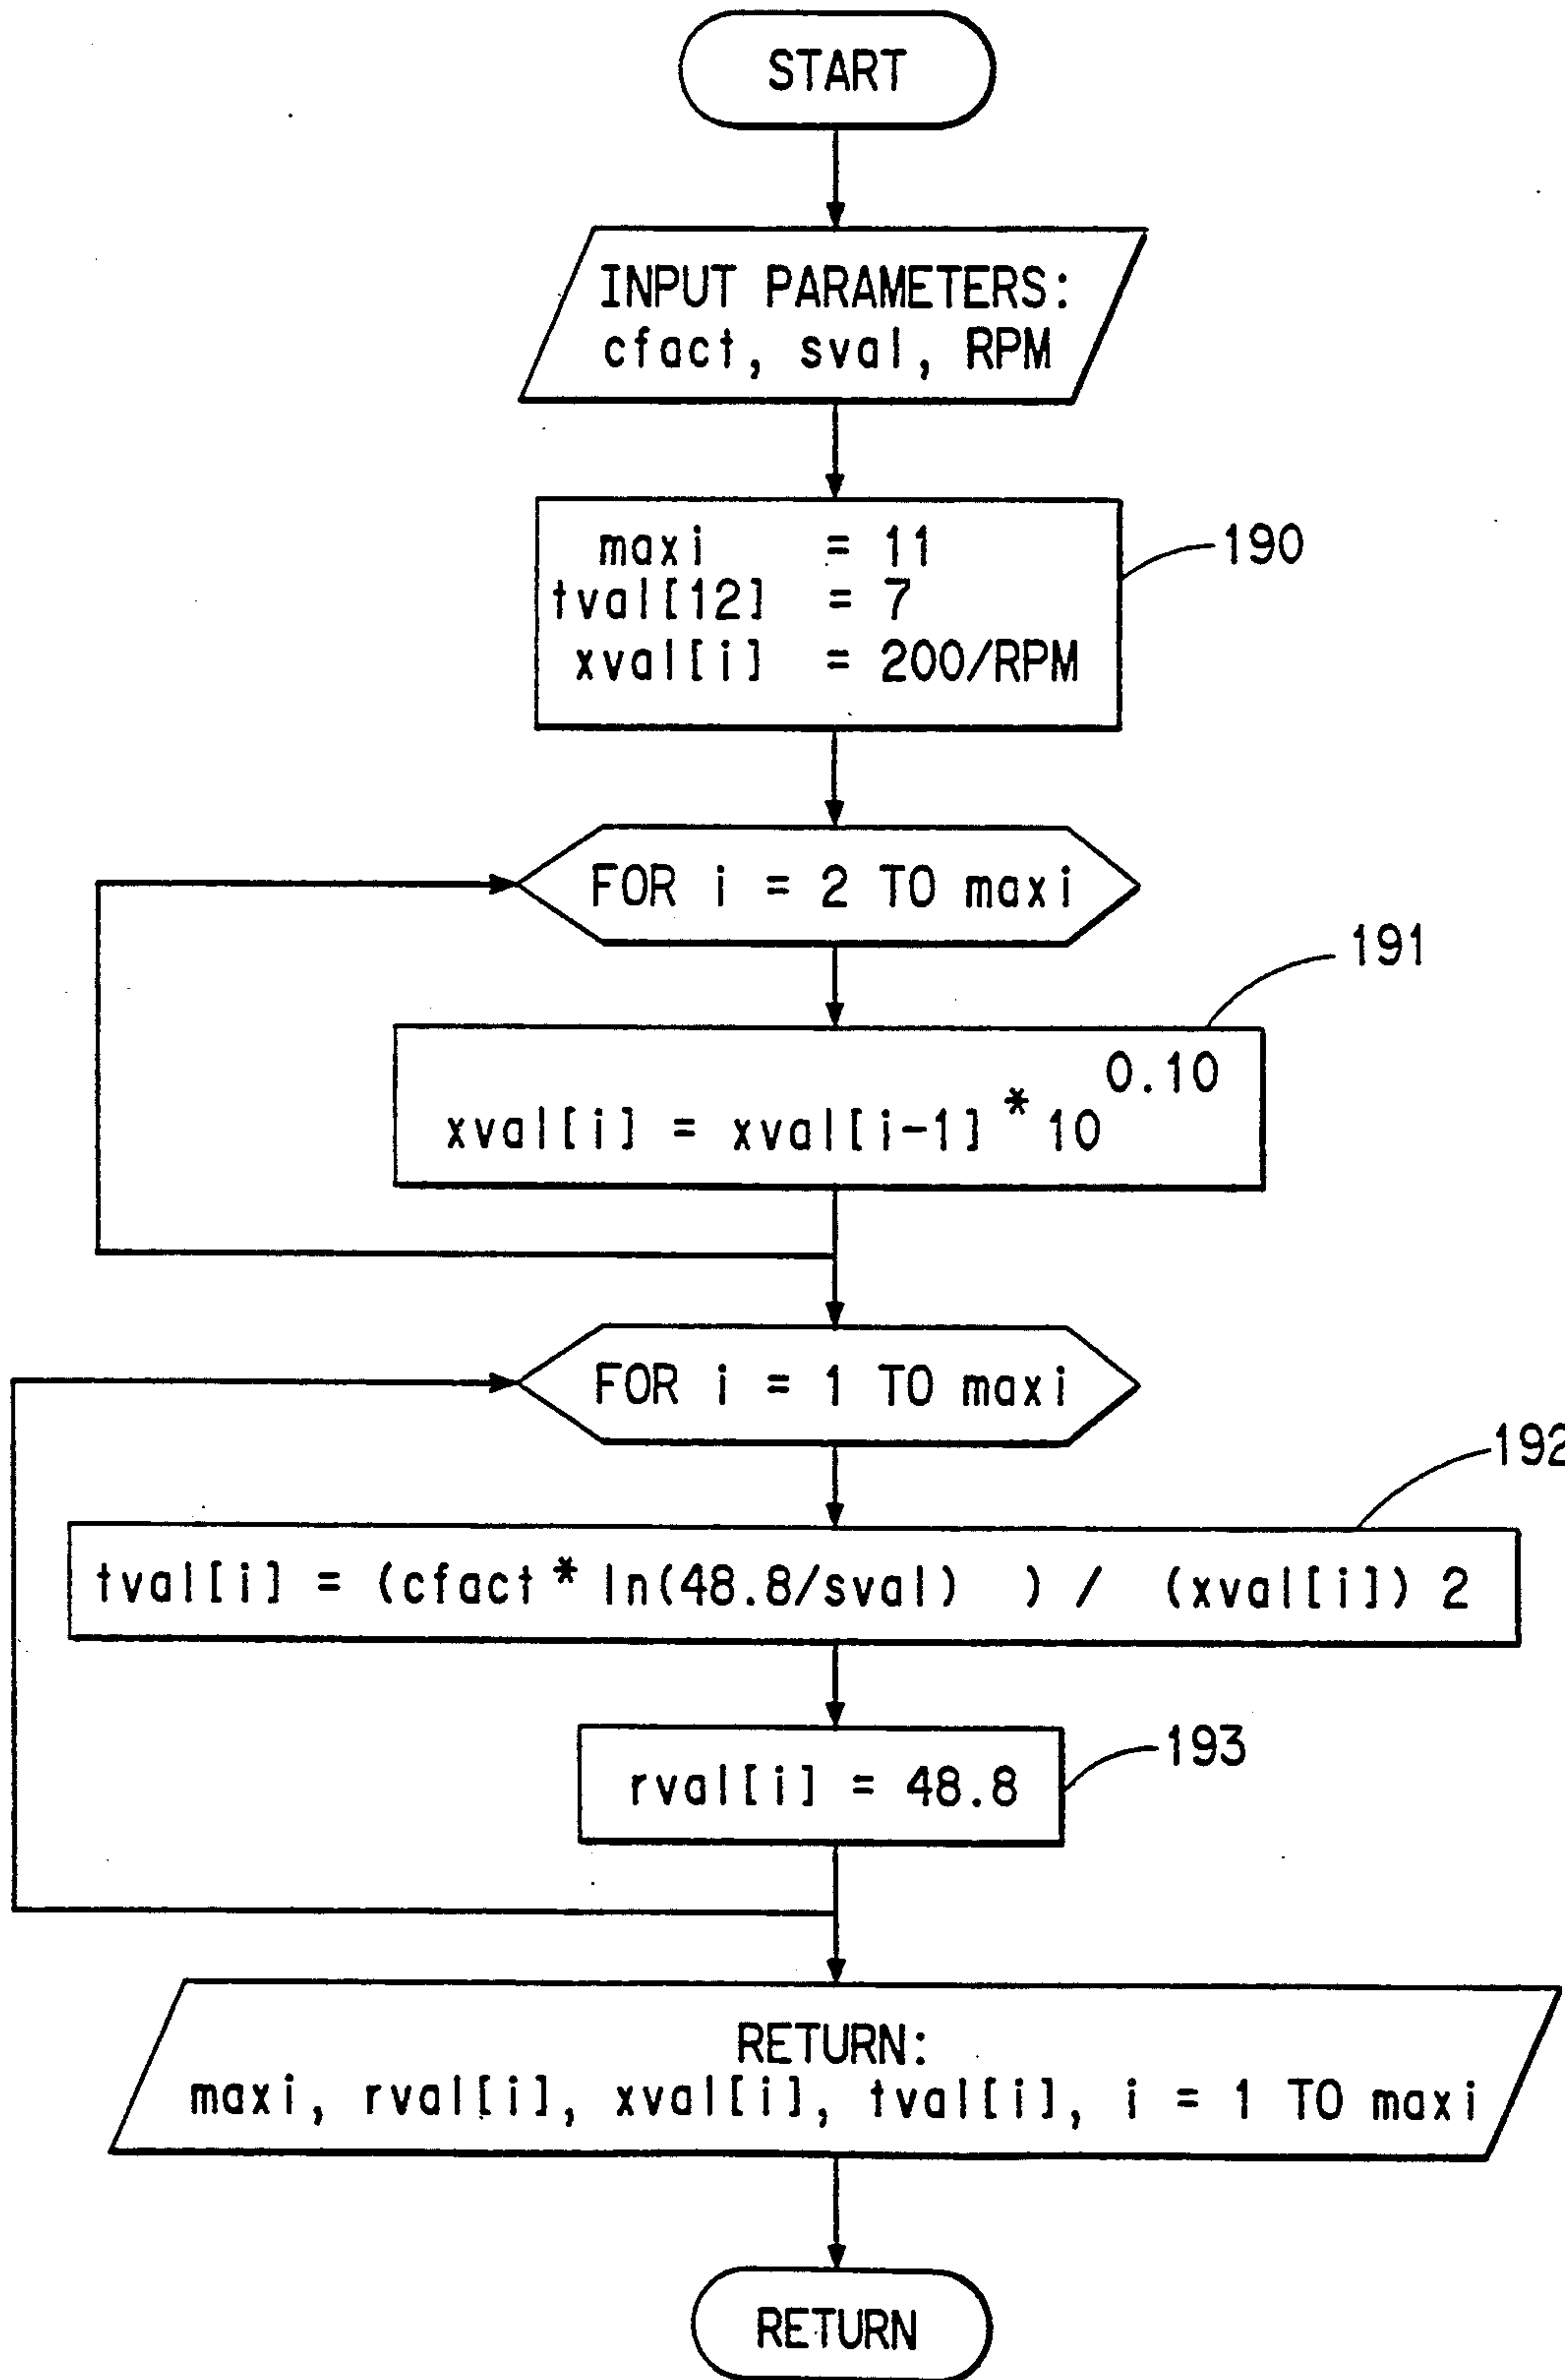 START
INPUT PARAMETERS:
cfact, sval, RPM
maxi = 11
tval[12] = 7
xval[i] = 200/RPM
190
FOR i = 2 TO maxi
191
xval[i] = xval[i-1] * 10 0.10
FOR i = 1 TO maxi
192
tval[i] = (cfact * ln(48.8/sval) ) / (xval[i]) 2
rval[i] = 48.8
193
RETURN:
maxi, rval[i], xval[i], tval[i], i = 1 TO maxi
RETURN